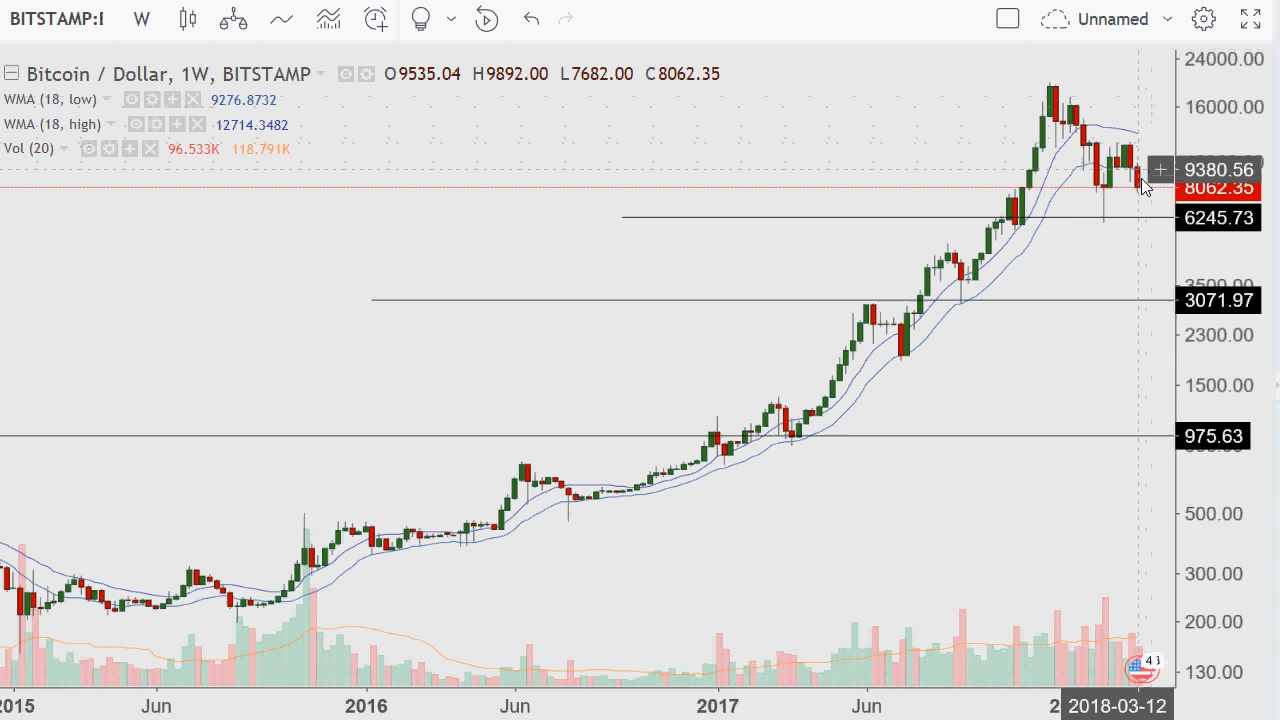 BITSTAMP:I W Unnamed
Bitcoin / Dollar, 1W, BITSTAMP O9535.04 H9892.00 L7682.00 C8062.35
WMA (18, low) 9276.8732
WMA (18, high) 12714.3482
Vol (20) 96.533K 118.791K
24000.00
16000.00
9380.56
8062.35
6245.73
3500.00
3071.97
2300.00
1500.00
975.63
500.00
300.00
200.00
130.00
2015 Jun 2016 Jun 2017 Jun 2018-03-12